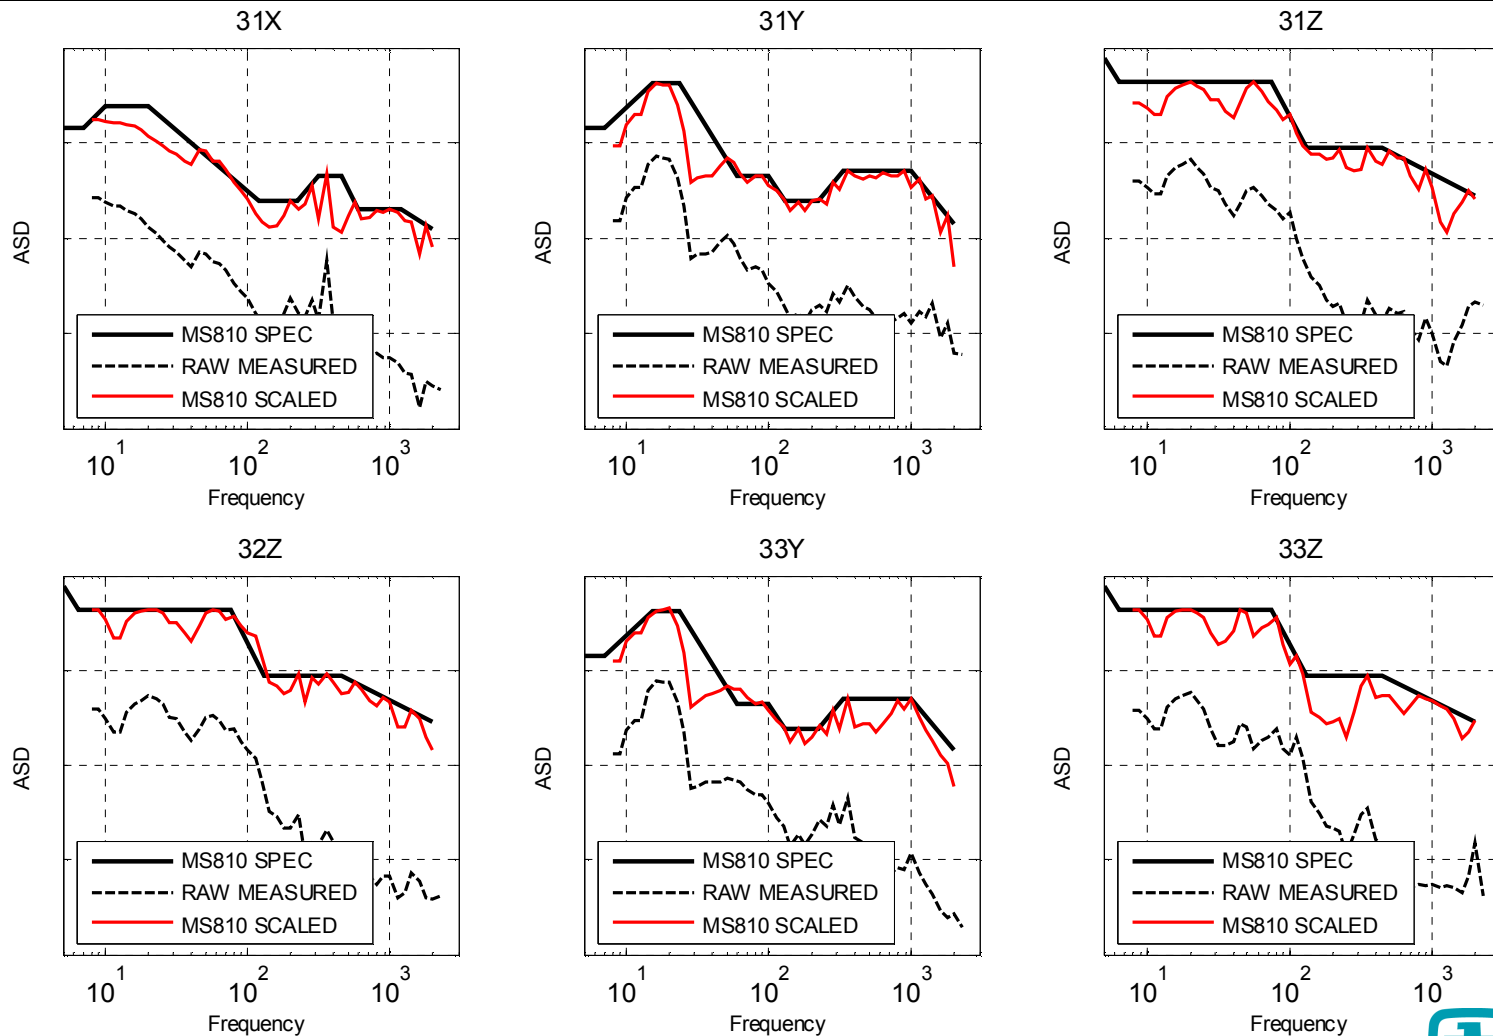 31X
31Y
31Z
ASD
ASD
ASD
MS810 SPEC
RAW MEASURED
MS810 SCALED
MS810 SPEC
RAW MEASURED
MS810 SCALED
MS810 SPEC
RAW MEASURED
MS810 SCALED
10^1 10^2 10^3
10^1 10^2 10^3
10^1 10^2 10^3
Frequency
Frequency
Frequency
32Z
33Y
33Z
ASD
ASD
ASD
MS810 SPEC
RAW MEASURED
MS810 SCALED
MS810 SPEC
RAW MEASURED
MS810 SCALED
MS810 SPEC
RAW MEASURED
MS810 SCALED
10^1 10^2 10^3
10^1 10^2 10^3
10^1 10^2 10^3
Frequency
Frequency
Frequency